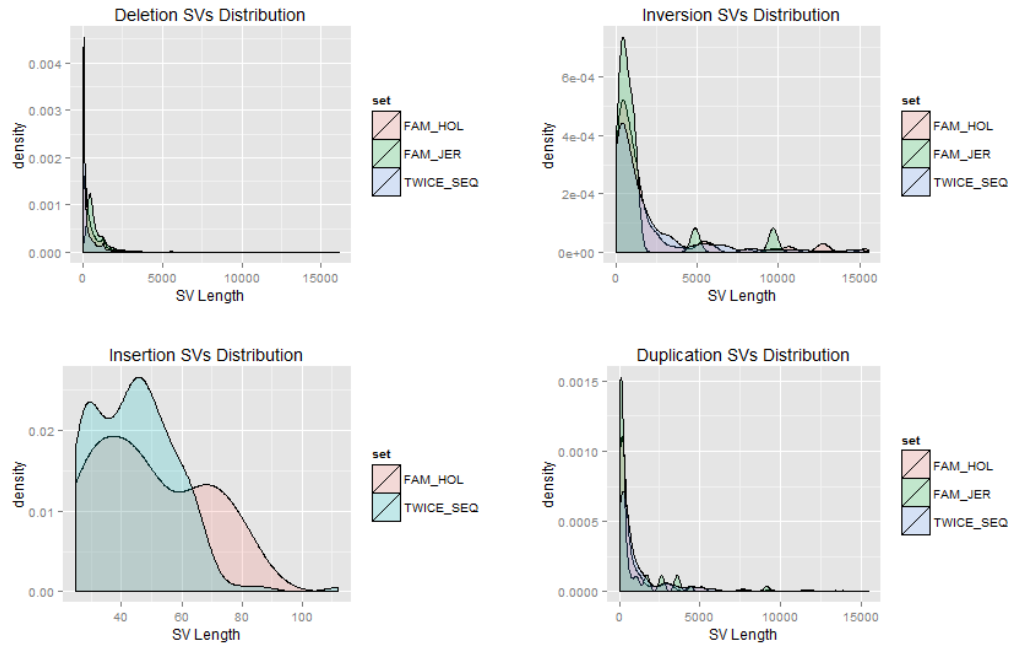 Deletion SVs Distribution
density
0.004
0.003
0.002
0.001
0.000
0
5000
10000
15000
SV Length
set
FAM_HOL
FAM_JER
TWICE_SEQ
Inversion SVs Distribution
density
6e-04
4e-04
2e-04
0e+00
0
5000
10000
15000
SV Length
set
FAM_HOL
FAM_JER
TWICE_SEQ
Insertion SVs Distribution
density
0.02
0.01
0.00
40
60
80
100
SV Length
set
FAM_HOL
TWICE_SEQ
Duplication SVs Distribution
density
0.0015
0.0010
0.0005
0.0000
0
5000
10000
15000
SV Length
set
FAM_HOL
FAM_JER
TWICE_SEQ